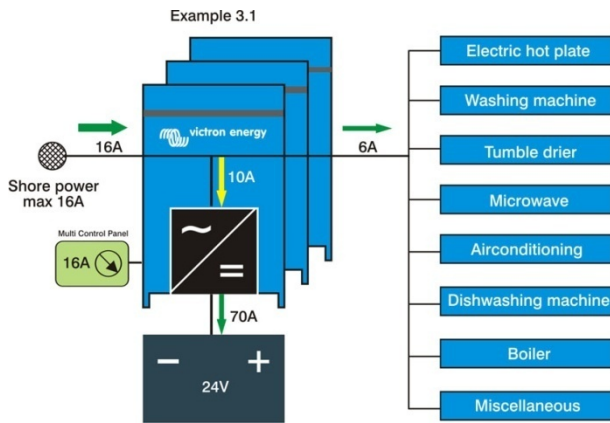 Example 3.1
victron energy
16A
6A
10A
Shore power
max 16A
Multi Control Panel
16A
70A
24V
Electric hot plate
Washing machine
Tumble drier
Microwave
Airconditioning
Dishwashing machine
Boiler
Miscellaneous